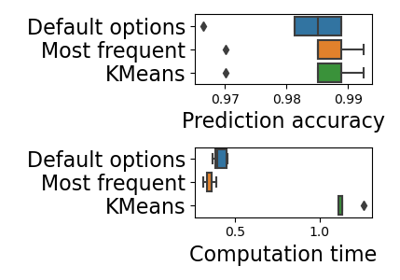 Default options
Most frequent
KMeans
0.97 0.98 0.99
Prediction accuracy
Default options
Most frequent
KMeans
0.5 1.0
Computation time